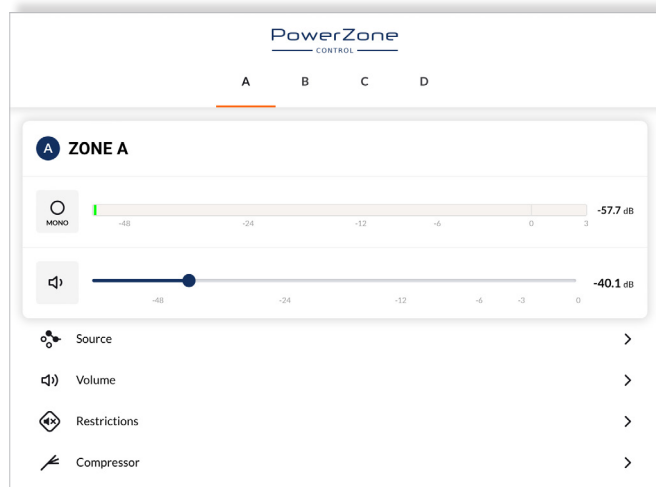 PowerZone
CONTROL
A B C D
A ZONE A
MONO
-57.7 dB
-48 -24 -12 -6 0 3
-40.1 dB
-48 -24 -12 -6 -3 0
Source
Volume
Restrictions
Compressor